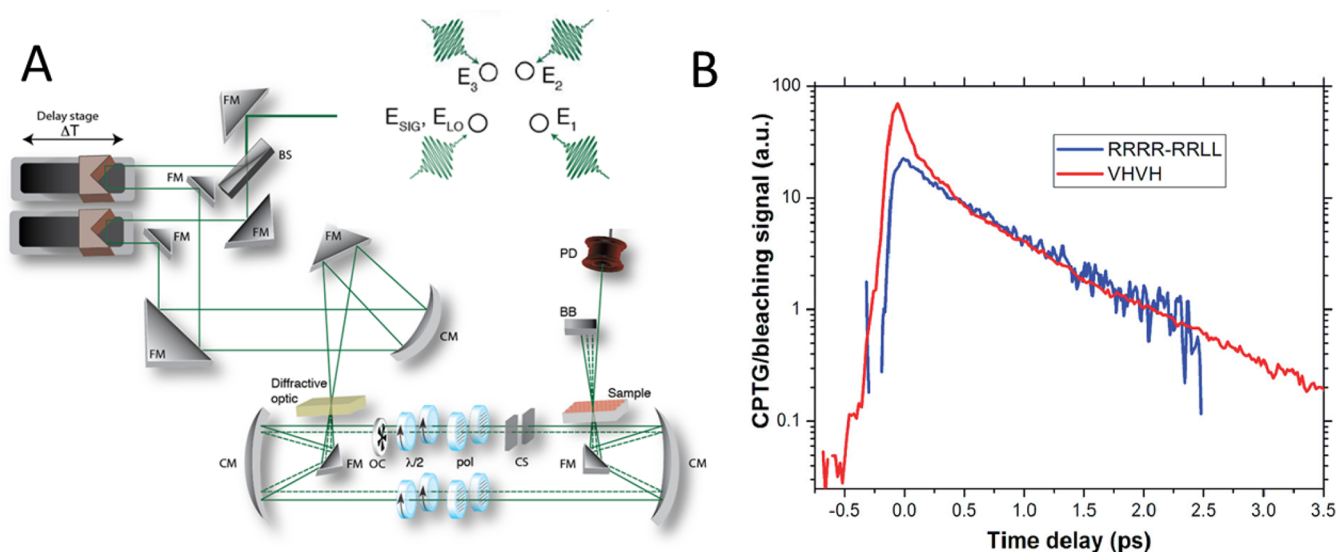 A
Delay stage
ΔT
FM
BS
FM
FM
FM
FM
FM
CM
Diffractive
optic
CM
FM
OC
λ/2
pol
CS
FM
CM
Sample
BB
PD
E3
E2
ESIG, ELO
E1
B
CPTG/bleaching signal (a.u.)
100
10
1
0.1
RRRR-RRLL
VHVH
-0.5
0.0
0.5
1.0
1.5
2.0
2.5
3.0
3.5
Time delay (ps)